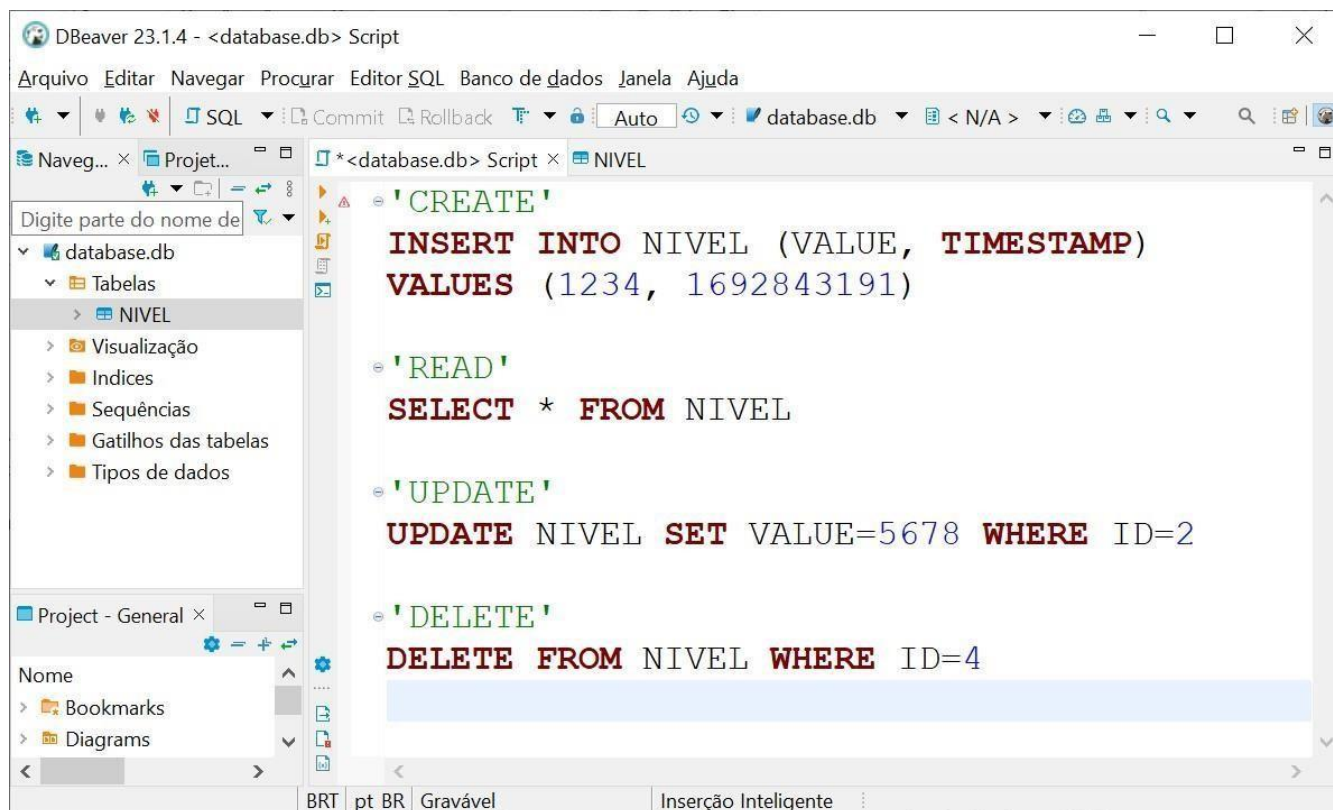 DBeaver 23.1.4 - <database.db> Script
Arquivo Editar Navegar Procurar Editor SQL Banco de dados Janela Ajuda
SQL Commit Rollback Auto database.db < N/A >
Naveg... Projet...
Digite parte do nome de
database.db
Tabelas
NIVEL
Visualização
Indices
Sequências
Gatilhos das tabelas
Tipos de dados
Project - General
Nome
Bookmarks
Diagrams
*<database.db> Script NIVEL
'CREATE'
INSERT INTO NIVEL (VALUE, TIMESTAMP)
VALUES (1234, 1692843191)
'READ'
SELECT * FROM NIVEL
'UPDATE'
UPDATE NIVEL SET VALUE=5678 WHERE ID=2
'DELETE'
DELETE FROM NIVEL WHERE ID=4
BRT pt BR Gravável Inserção Inteligente